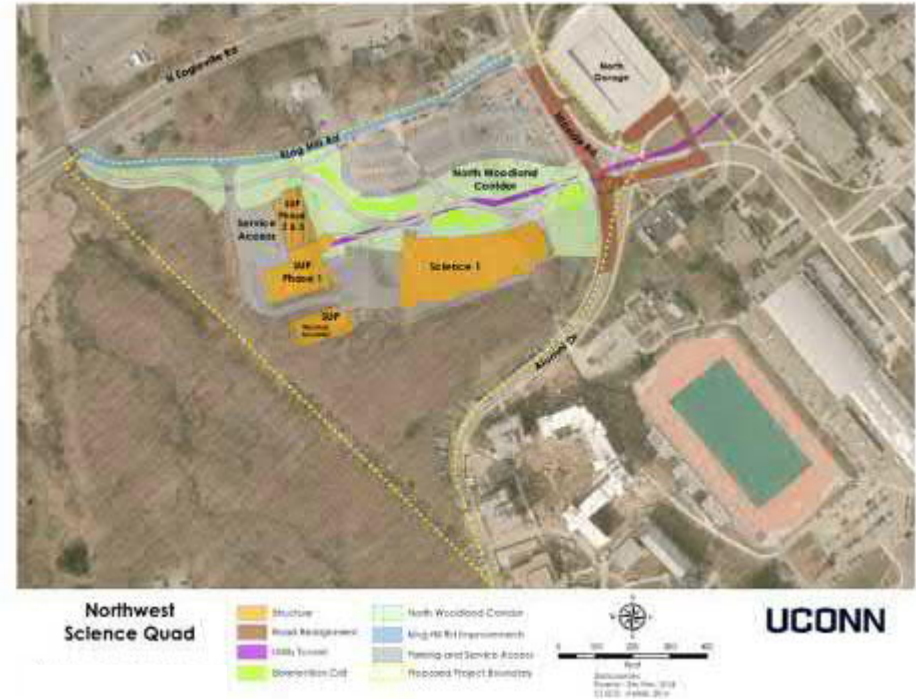 N Eagleville Rd
North
Garage
King Hill Rd
Hillside Rd
North Woodland
Corridor
SUP
Phase
2 & 3
Service
Access
SUP
Phase 1
Science 1
SUP
Alumni Dr
Northwest
Science Quad
Structure
Road Realignment
Utility Tunnel
Bioretention Cell
North Woodland Corridor
King Hill Rd Improvements
Parking and Service Access
Proposed Project Boundary
N
Feet
UCONN